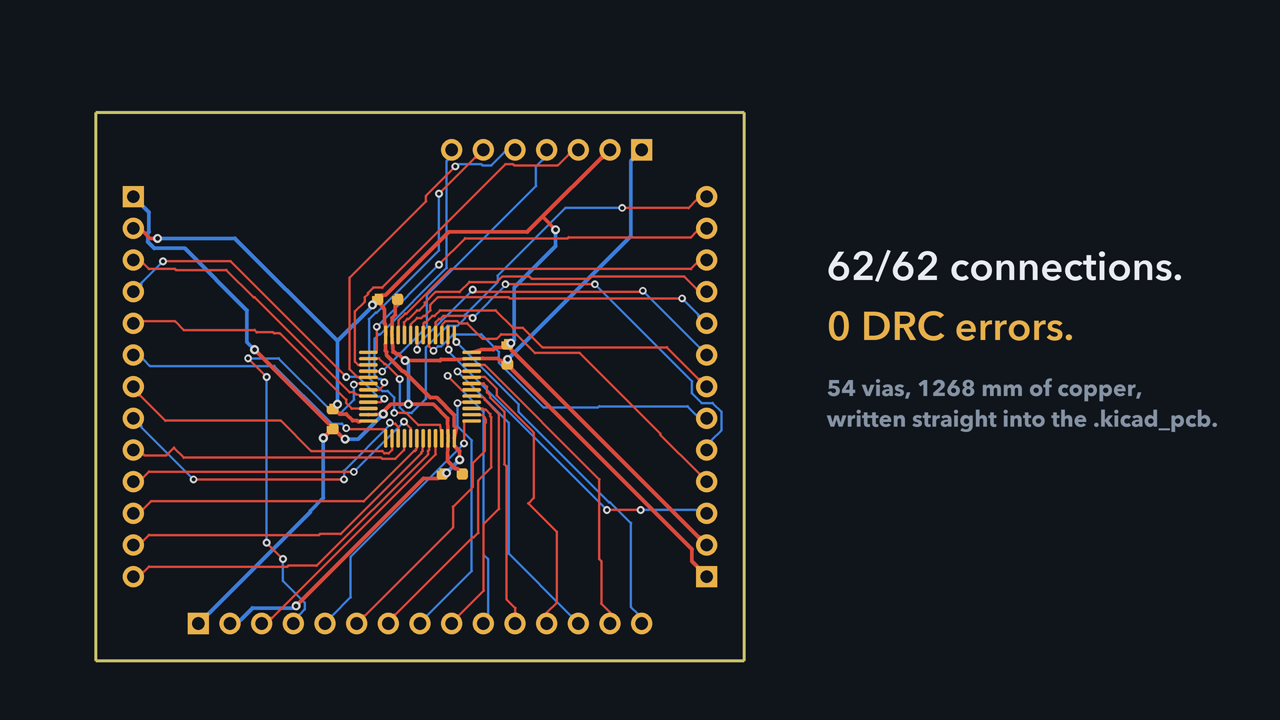 62/62 connections.
0 DRC errors.
54 vias, 1268 mm of copper,
written straight into the .kicad_pcb.